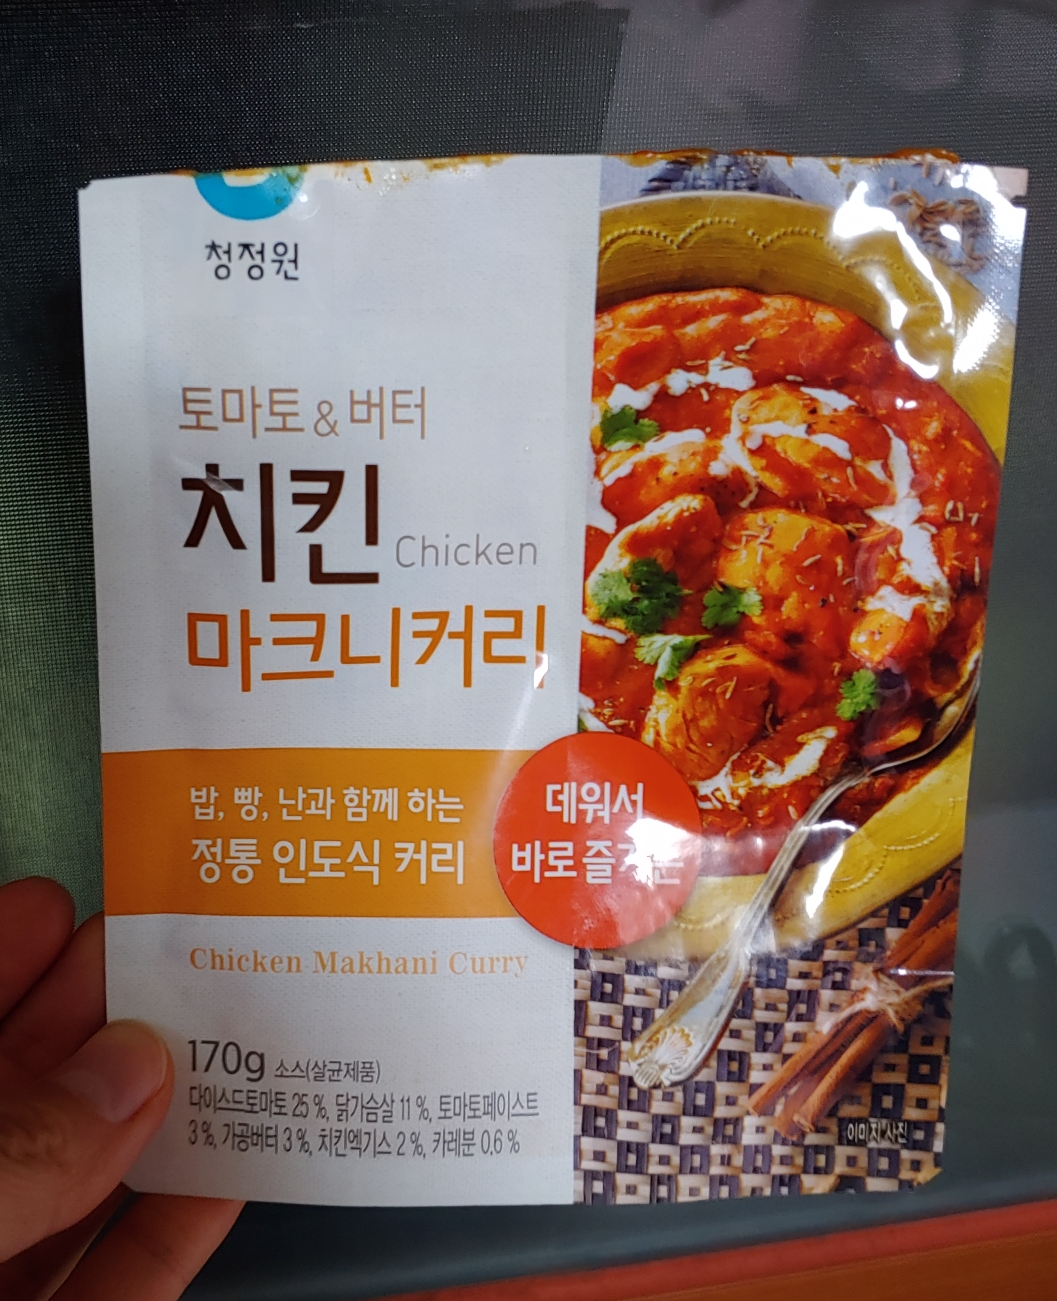 청정원
토마토 & 버터
치킨 Chicken
마크니커리
밥, 빵, 난과 함께 하는
정통 인도식 커리
데워서
바로 즐기는
Chicken Makhani Curry
170g 소스(살균제품)
다이스드토마토 25 %, 닭가슴살 11 %, 토마토페이스트
3 %, 가공버터 3 %, 치킨엑기스 2 %, 카레분 0.6 %
이미지 사진